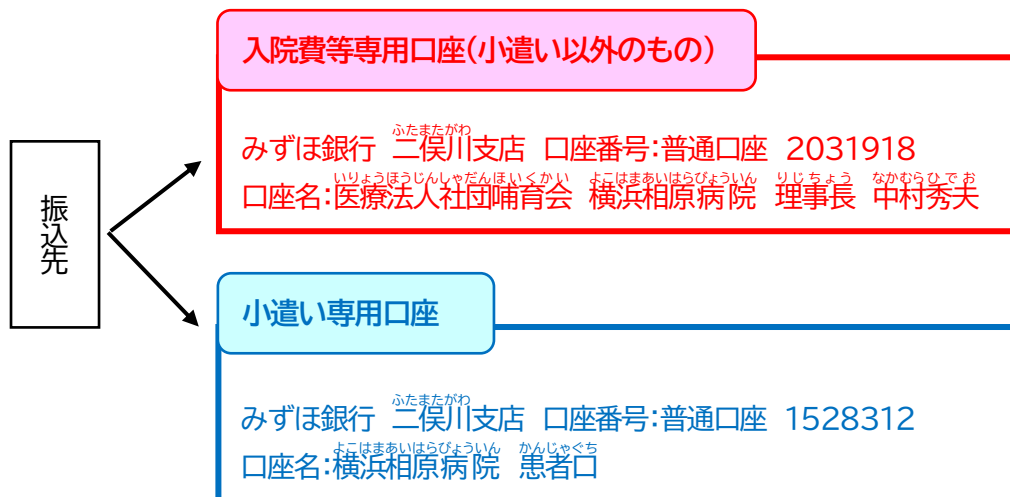 振込先
入院費等専用口座(小遣い以外のもの)
ふたまたがわ
みずほ銀行 二俣川支店 口座番号:普通口座 2031918
いりょうほうじんしゃだんほいくかい よこはまあいはらびょういん りじちょう なかむらひでお
口座名:医療法人社団哺育会 横浜相原病院 理事長 中村秀夫
小遣い専用口座
ふたまたがわ
みずほ銀行 二俣川支店 口座番号:普通口座 1528312
よこはまあいはらびょういん かんじゃぐち
口座名:横浜相原病院 患者口